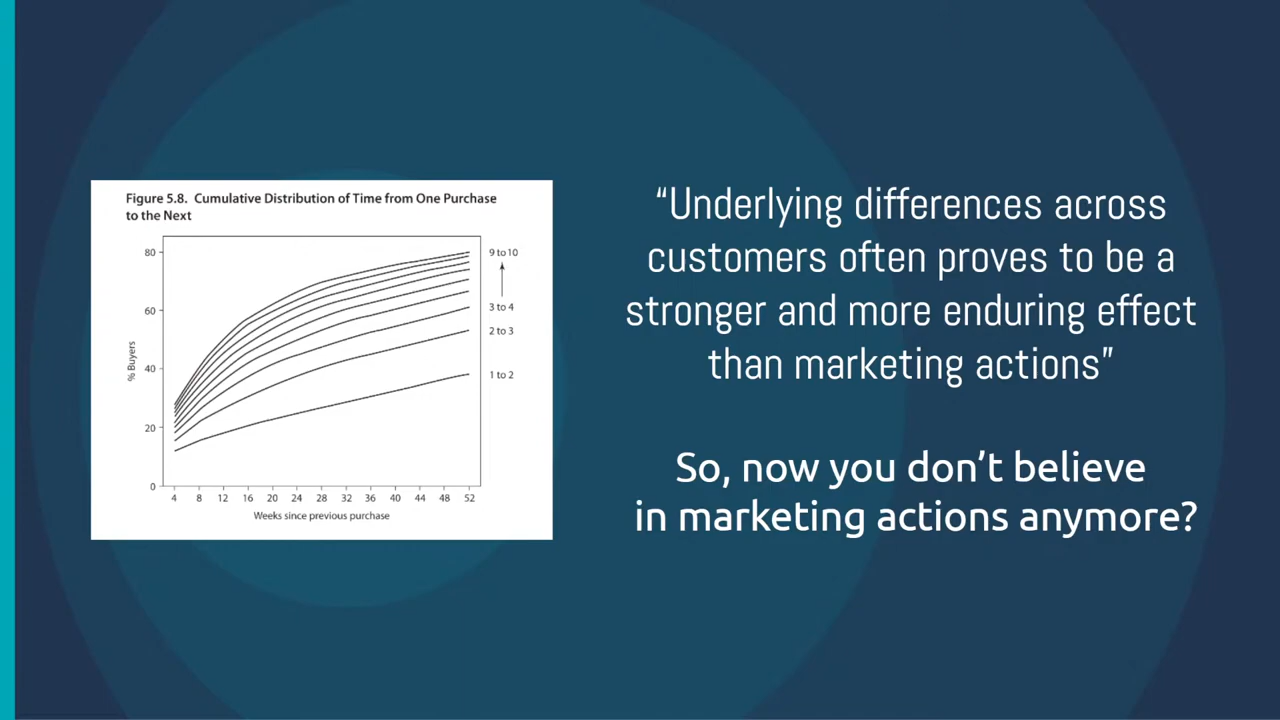 Figure 5.8. Cumulative Distribution of Time from One Purchase
to the Next
80
60
40
20
0
% Buyers
9 to 10
3 to 4
2 to 3
1 to 2
4 8 12 16 20 24 28 32 36 40 44 48 52
Weeks since previous purchase
“Underlying differences across
customers often proves to be a
stronger and more enduring effect
than marketing actions”
So, now you don’t believe
in marketing actions anymore?